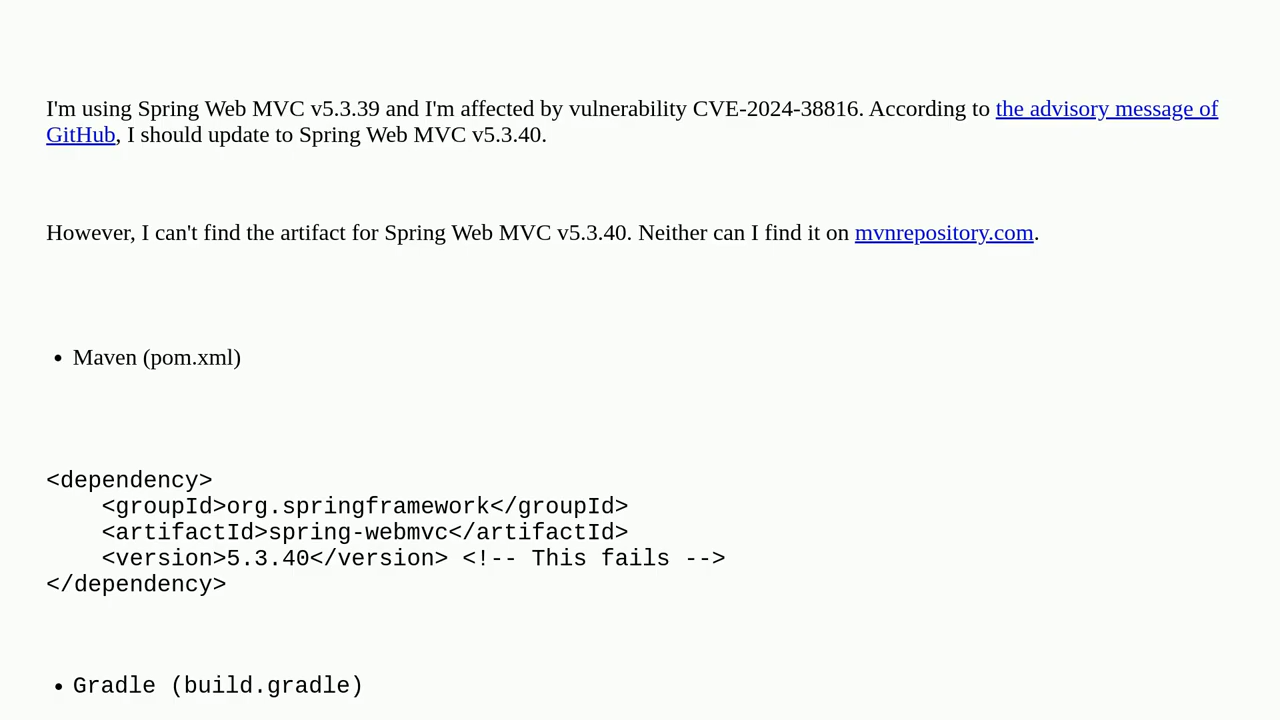 I'm using Spring Web MVC v5.3.39 and I'm affected by vulnerability CVE-2024-38816. According to the advisory message of
GitHub, I should update to Spring Web MVC v5.3.40.
However, I can't find the artifact for Spring Web MVC v5.3.40. Neither can I find it on mvnrepository.com.
• Maven (pom.xml)
<dependency>
    <groupId>org.springframework</groupId>
    <artifactId>spring-webmvc</artifactId>
    <version>5.3.40</version> <!-- This fails -->
</dependency>
• Gradle (build.gradle)